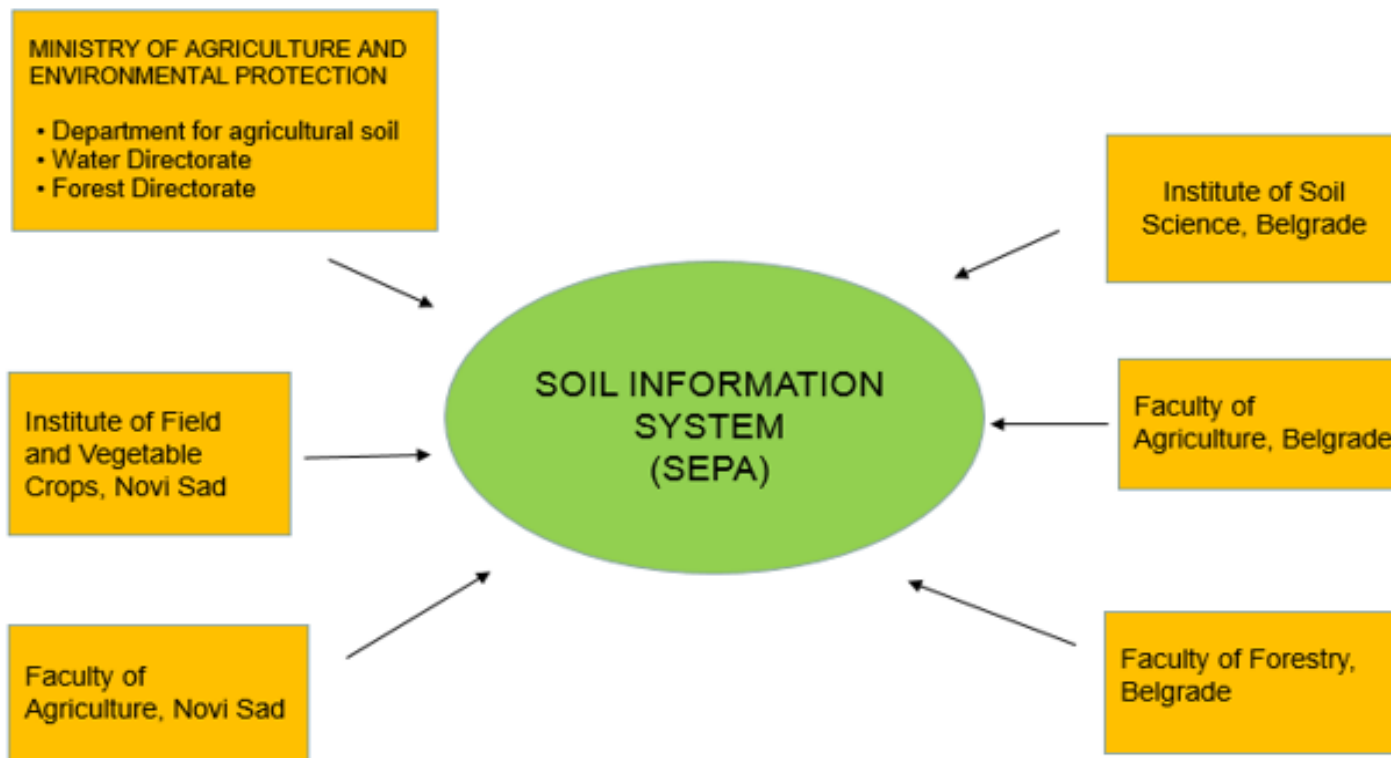 MINISTRY OF AGRICULTURE AND
ENVIRONMENTAL PROTECTION
• Department for agricultural soil
• Water Directorate
• Forest Directorate
Institute of Field
and Vegetable
Crops, Novi Sad
Faculty of
Agriculture, Novi Sad
SOIL INFORMATION
SYSTEM
(SEPA)
Institute of Soil
Science, Belgrade
Faculty of
Agriculture, Belgrade
Faculty of Forestry,
Belgrade